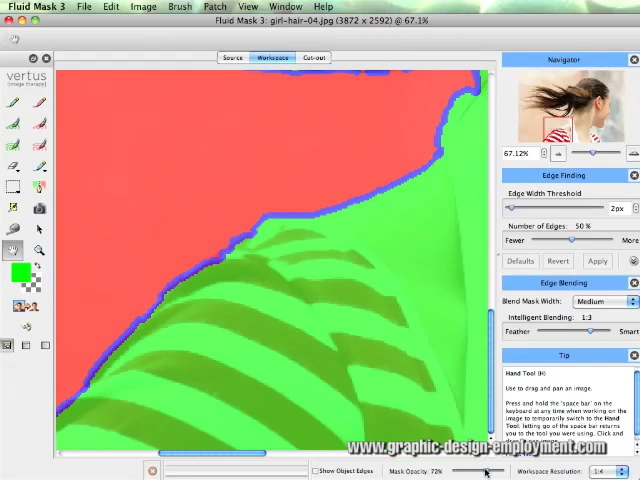 Fluid Mask 3 File Edit Image Brush Patch View Window Help
Fluid Mask 3: girl-hair-04.jpg (3872 x 2592) @ 67.1%
Source Workspace Cut-out
vertus
{image therapy}
Navigator
67.12%
Edge Finding
Edge Width Threshold
2px
Number of Edges: 50 %
Fewer More
Defaults Revert Apply
Edge Blending
Blend Mask Width: Medium
Intelligent Blending: 1:3
Feather Smart
Tip
Hand Tool (H)
Use to drag and pan an image.
Press and hold the 'space bar' on
the keyboard at any time when working on
the image to temporarily switch to the Hand
Tool, letting go of the space bar returns
you to the tool you were using. Click and
www.graphic-design-employment.com
Show Object Edges Mask Opacity: 72% Workspace Resolution: 1:4